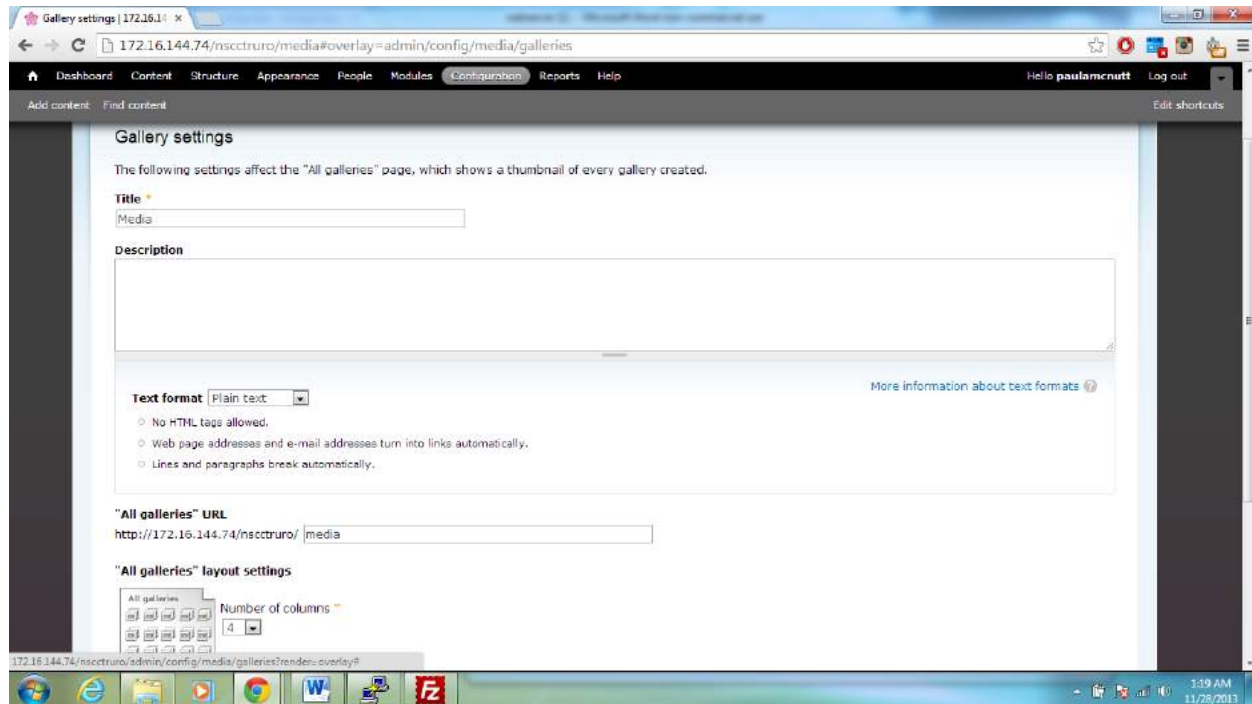 Gallery settings | 172.16.14
172.16.144.74/nscctruro/media#overlay=admin/config/media/galleries
Dashboard Content Structure Appearance People Modules Configuration Reports Help Hello paulamcnutt Log out
Add content Find content Edit shortcuts
Gallery settings
The following settings affect the "All galleries" page, which shows a thumbnail of every gallery created.
Title *
Media
Description
More information about text formats
Text format Plain text
No HTML tags allowed.
Web page addresses and e-mail addresses turn into links automatically.
Lines and paragraphs break automatically.
"All galleries" URL
http://172.16.144.74/nscctruro/ media
"All galleries" layout settings
All galleries
Number of columns *
4
172.16.144.74/nscctruro/admin/config/media/galleries?render=overlay#
1:19 AM
11/28/2013